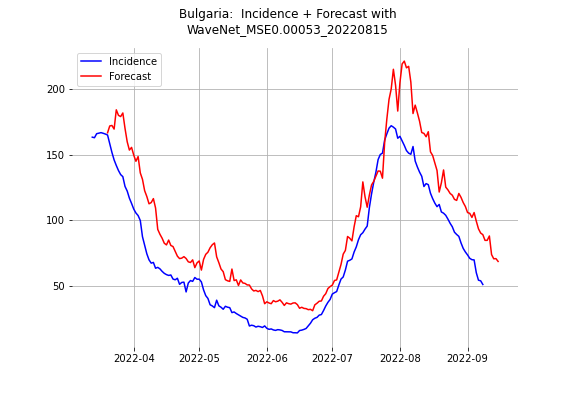 Bulgaria:  Incidence + Forecast with
WaveNet_MSE0.00053_20220815
Incidence
Forecast
200
150
100
50
2022-04
2022-05
2022-06
2022-07
2022-08
2022-09